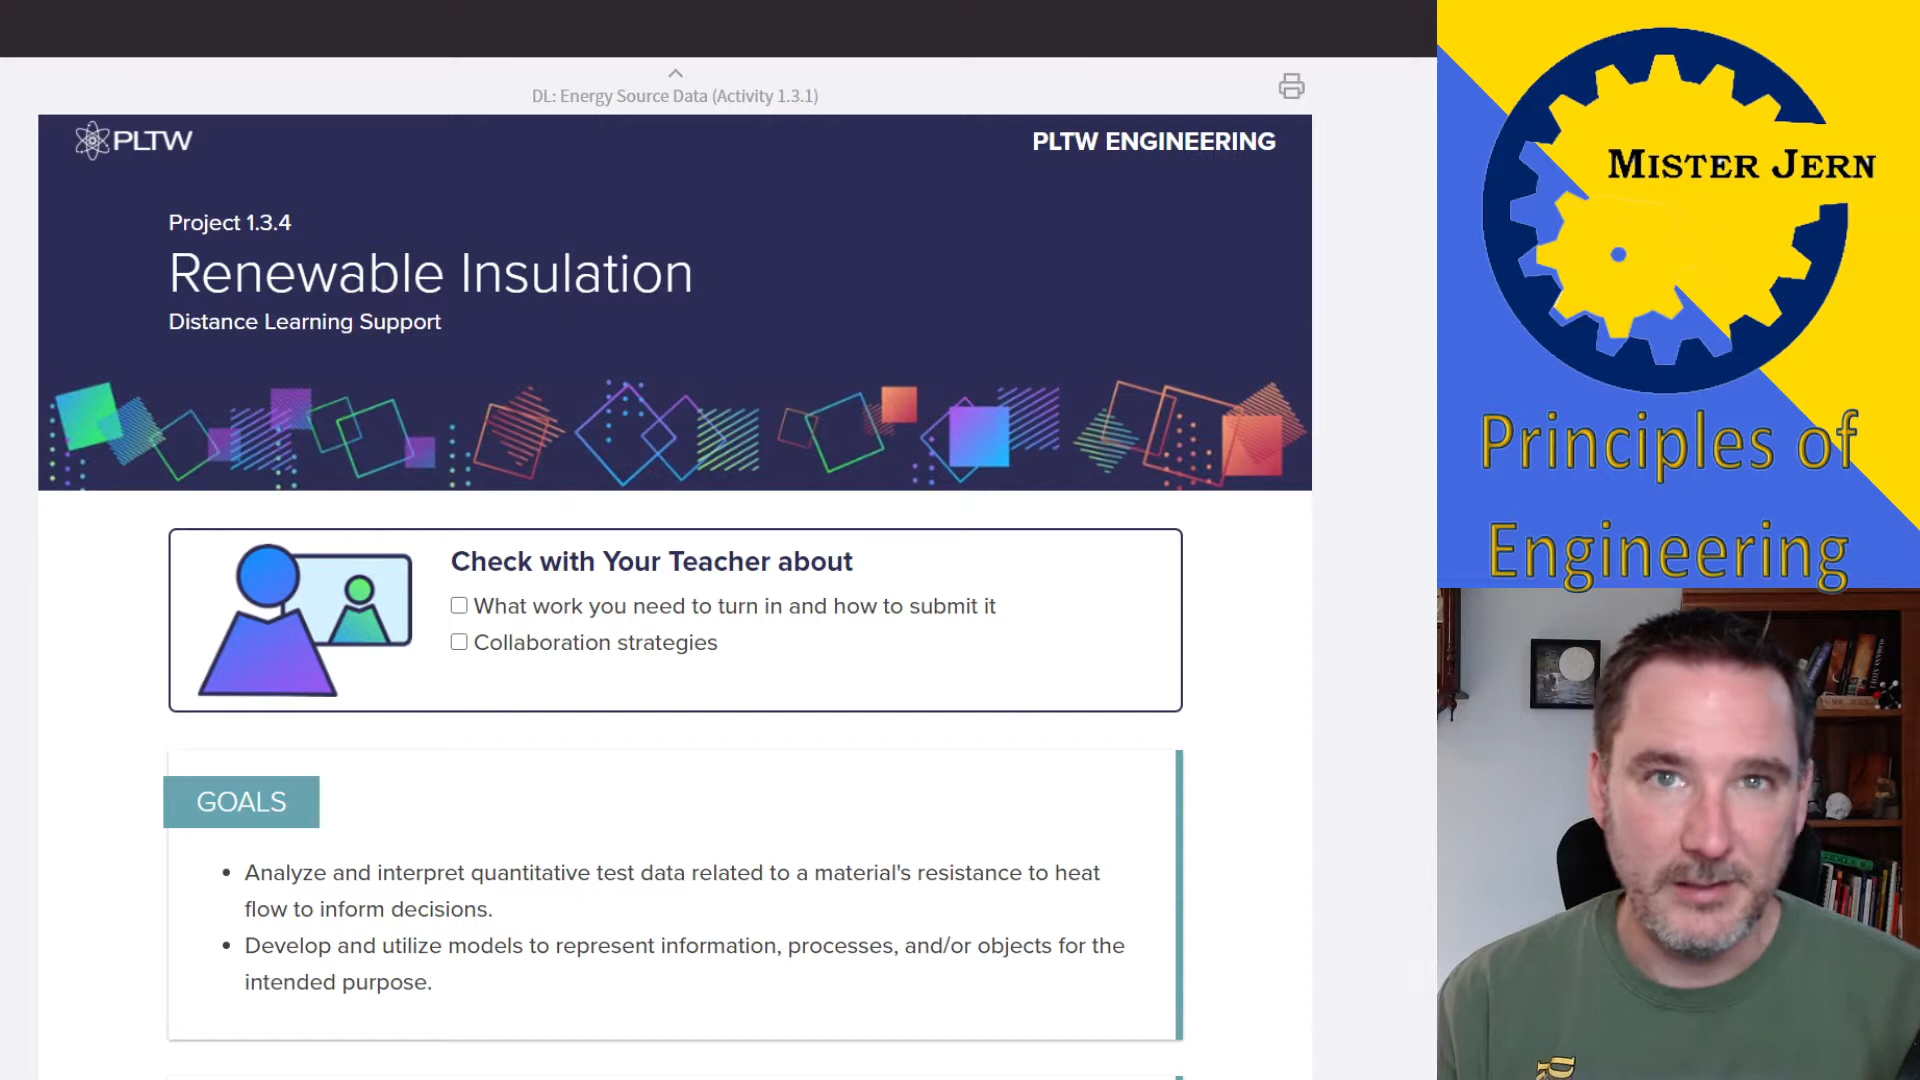 DL: Energy Source Data (Activity 1.3.1)
PLTW
PLTW ENGINEERING
Project 1.3.4
Renewable Insulation
Distance Learning Support
Check with Your Teacher about
What work you need to turn in and how to submit it
Collaboration strategies
GOALS
• Analyze and interpret quantitative test data related to a material's resistance to heat
flow to inform decisions.
• Develop and utilize models to represent information, processes, and/or objects for the
intended purpose.
MISTER JERN
Principles of
Engineering